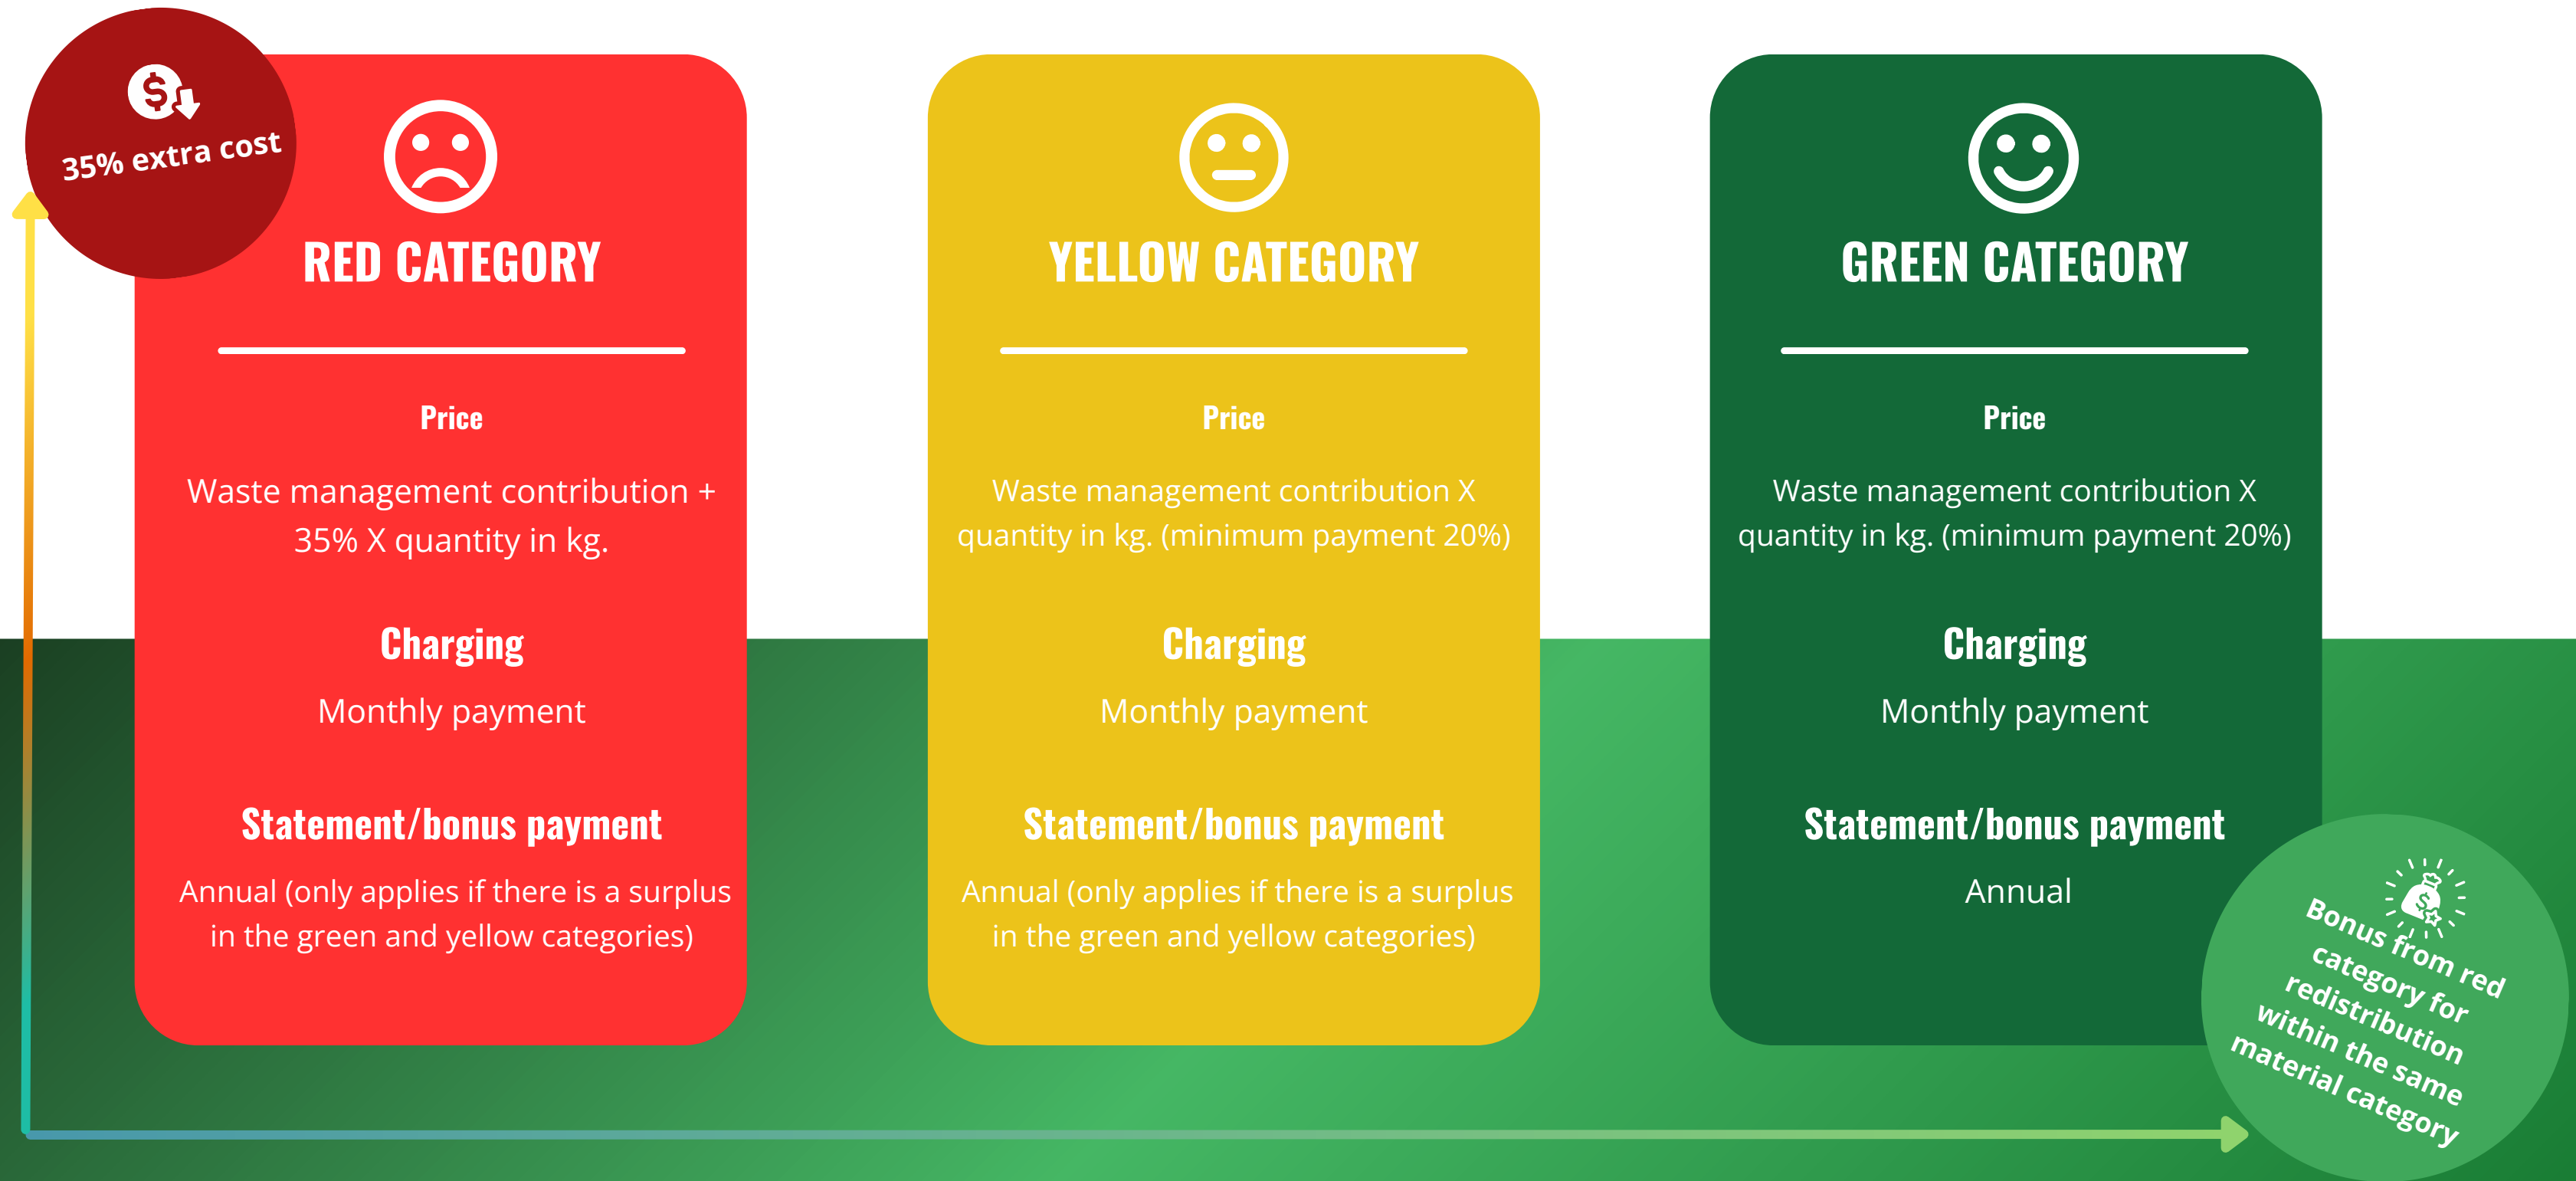 35% extra cost
RED CATEGORY
Price
Waste management contribution +
35% X quantity in kg.
Charging
Monthly payment
Statement/bonus payment
Annual (only applies if there is a surplus
in the green and yellow categories)
YELLOW CATEGORY
Price
Waste management contribution X
quantity in kg. (minimum payment 20%)
Charging
Monthly payment
Statement/bonus payment
Annual (only applies if there is a surplus
in the green and yellow categories)
GREEN CATEGORY
Price
Waste management contribution X
quantity in kg. (minimum payment 20%)
Charging
Monthly payment
Statement/bonus payment
Annual
Bonus from red
category for
redistribution
within the same
material category